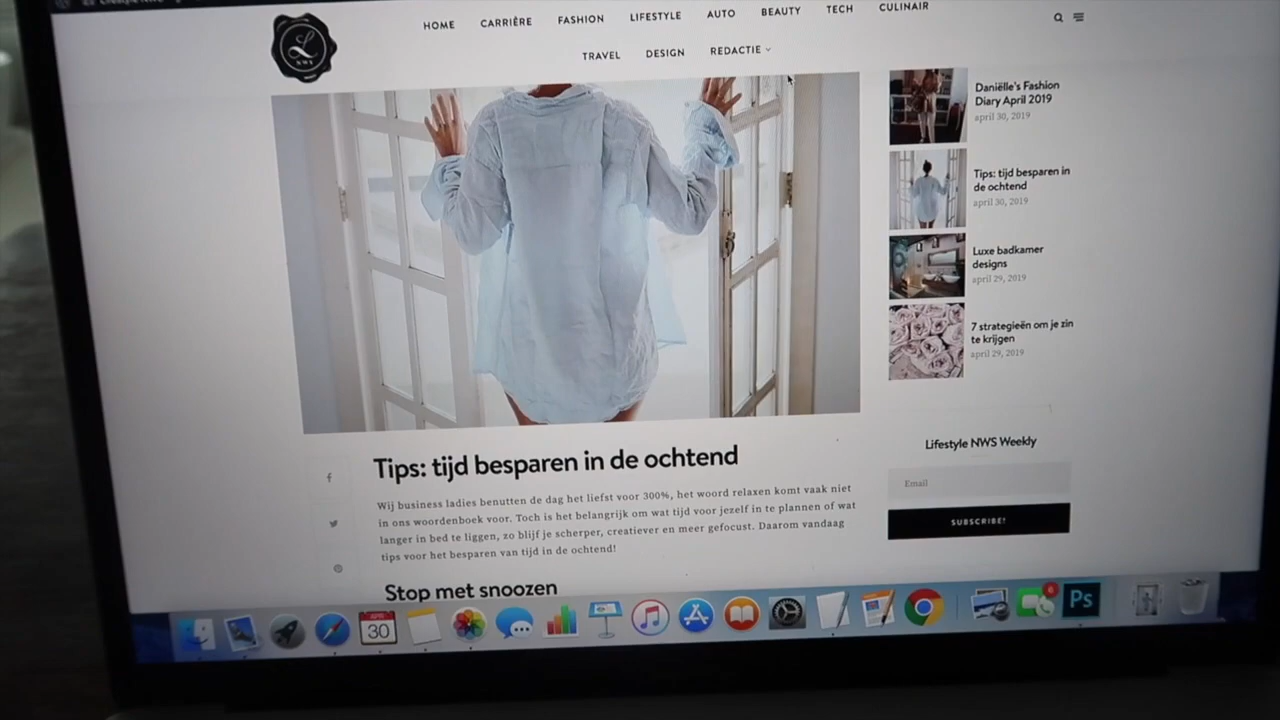 HOME CARRIÈRE FASHION LIFESTYLE AUTO BEAUTY TECH CULINAIR
TRAVEL DESIGN REDACTIE
L
NWS
Daniëlle's Fashion
Diary April 2019
april 30, 2019
Tips: tijd besparen in
de ochtend
april 30, 2019
Luxe badkamer
designs
april 29, 2019
7 strategieën om je zin
te krijgen
april 29, 2019
Lifestyle NWS Weekly
Email
SUBSCRIBE!
Tips: tijd besparen in de ochtend
Wij business ladies benutten de dag het liefst voor 300%, het woord relaxen komt vaak niet
in ons woordenboek voor. Toch is het belangrijk om wat tijd voor jezelf in te plannen of wat
langer in bed te liggen, zo blijf je scherper, creatiever en meer gefocust. Daarom vandaag
tips voor het besparen van tijd in de ochtend!
Stop met snoozen
30
6
Ps